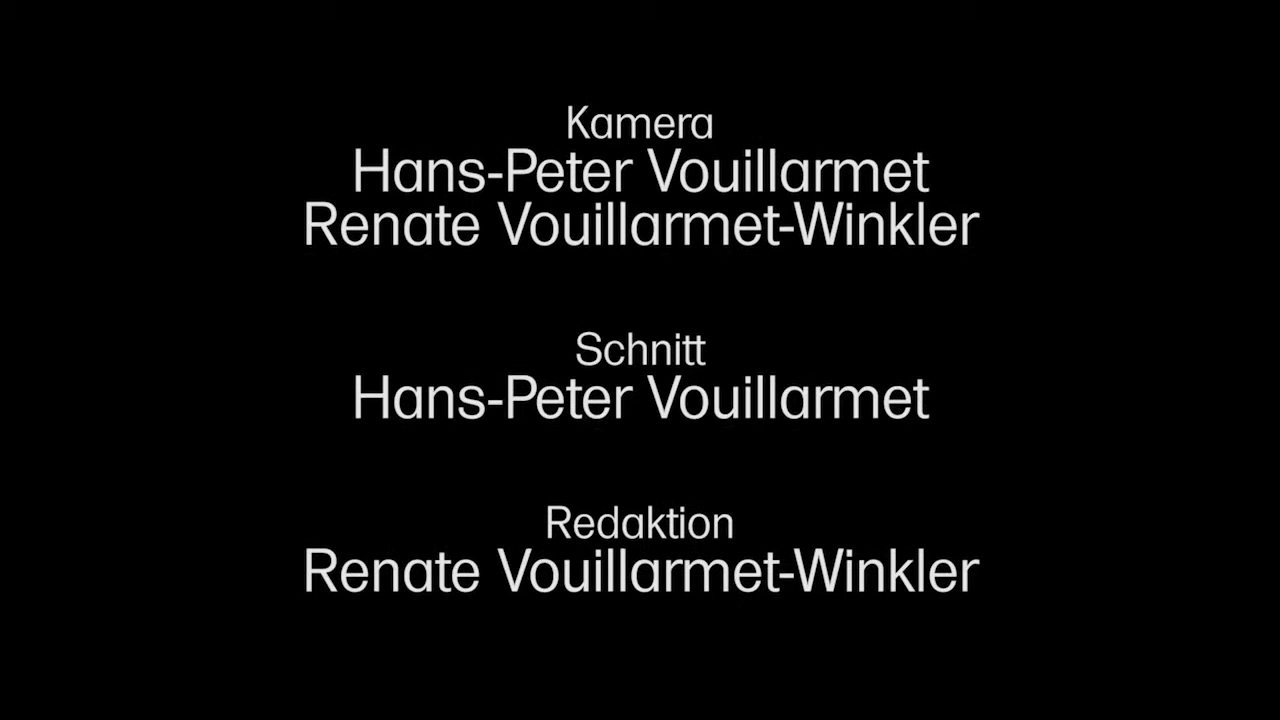 Kamera
Hans-Peter Vouillarmet
Renate Vouillarmet-Winkler
Schnitt
Hans-Peter Vouillarmet
Redaktion
Renate Vouillarmet-Winkler